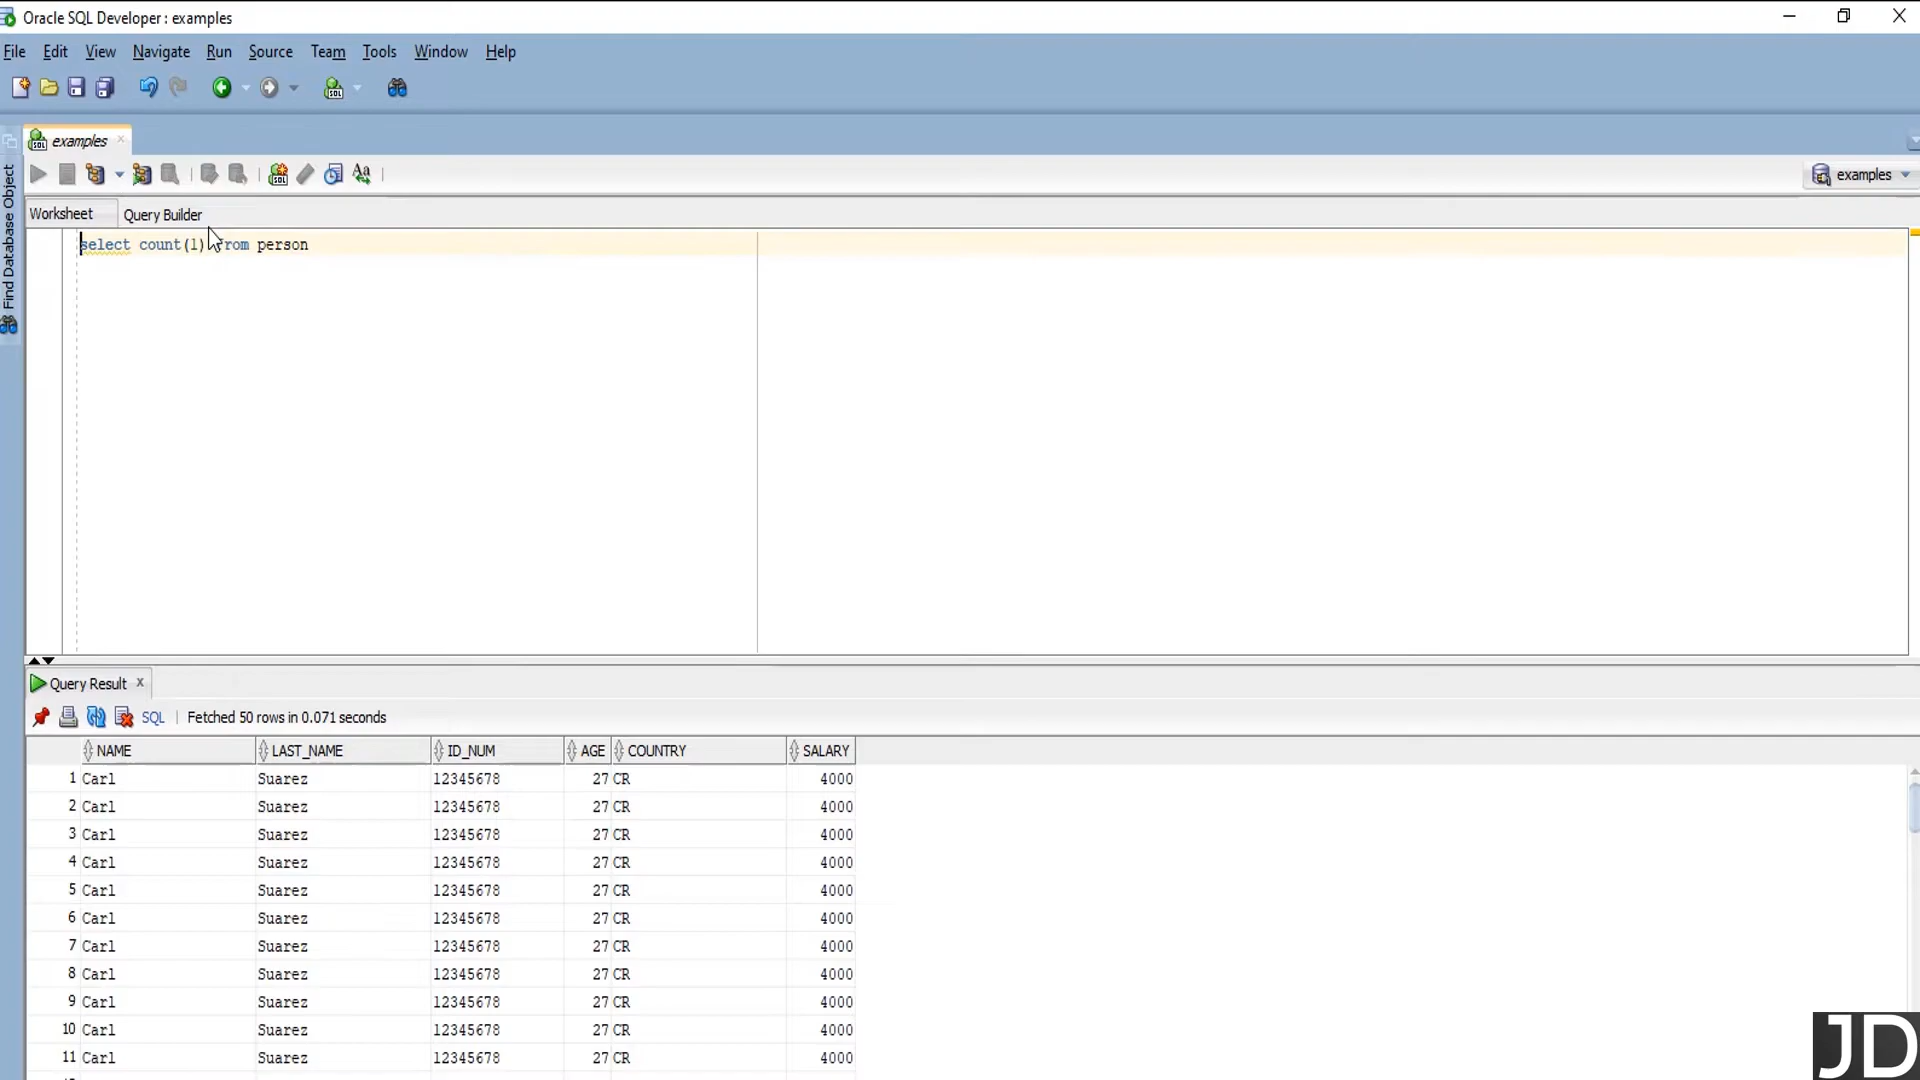 Oracle SQL Developer : examples
File Edit View Navigate Run Source Team Tools Window Help
examples
examples
Find Database Object
Worksheet Query Builder
select count(1) from person
Query Result
SQL Fetched 50 rows in 0.071 seconds
NAME LAST_NAME ID_NUM AGE COUNTRY SALARY
1 Carl Suarez 12345678 27 CR 4000
2 Carl Suarez 12345678 27 CR 4000
3 Carl Suarez 12345678 27 CR 4000
4 Carl Suarez 12345678 27 CR 4000
5 Carl Suarez 12345678 27 CR 4000
6 Carl Suarez 12345678 27 CR 4000
7 Carl Suarez 12345678 27 CR 4000
8 Carl Suarez 12345678 27 CR 4000
9 Carl Suarez 12345678 27 CR 4000
10 Carl Suarez 12345678 27 CR 4000
11 Carl Suarez 12345678 27 CR 4000
JD